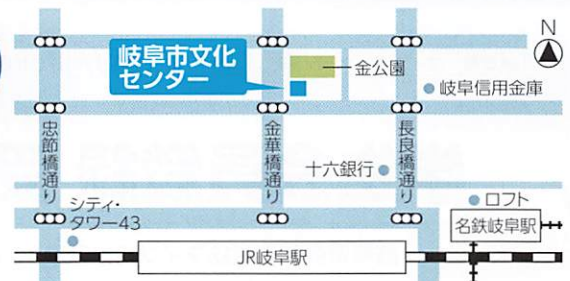 N
岐阜市文化
センター
金公園
岐阜信用金庫
忠節橋通り
金華橋通り
長良橋通り
十六銀行
シティ・
タワー43
ロフト
名鉄岐阜駅
JR岐阜駅